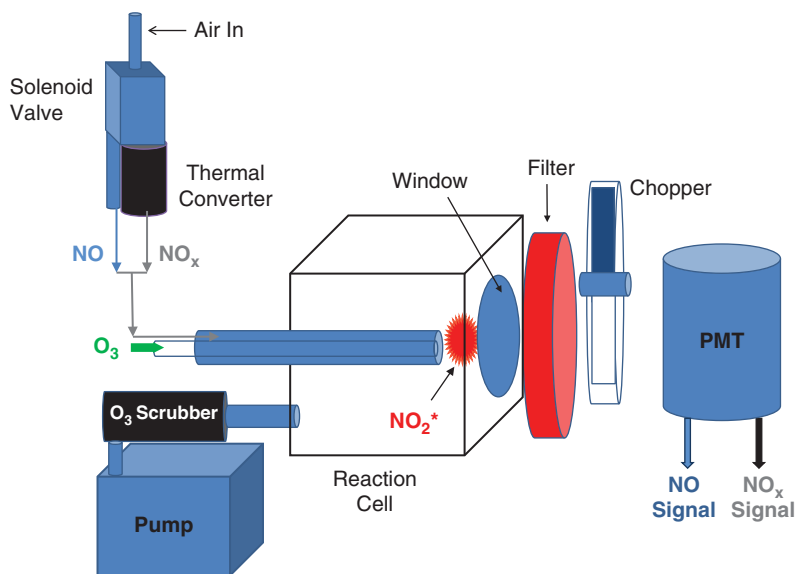 Air In
Solenoid
Valve
Thermal
Converter
Filter
Window
Chopper
NO
NOₓ
O₃
PMT
O₃ Scrubber
NO₂*
Reaction
Cell
Pump
NO
Signal
NOₓ
Signal